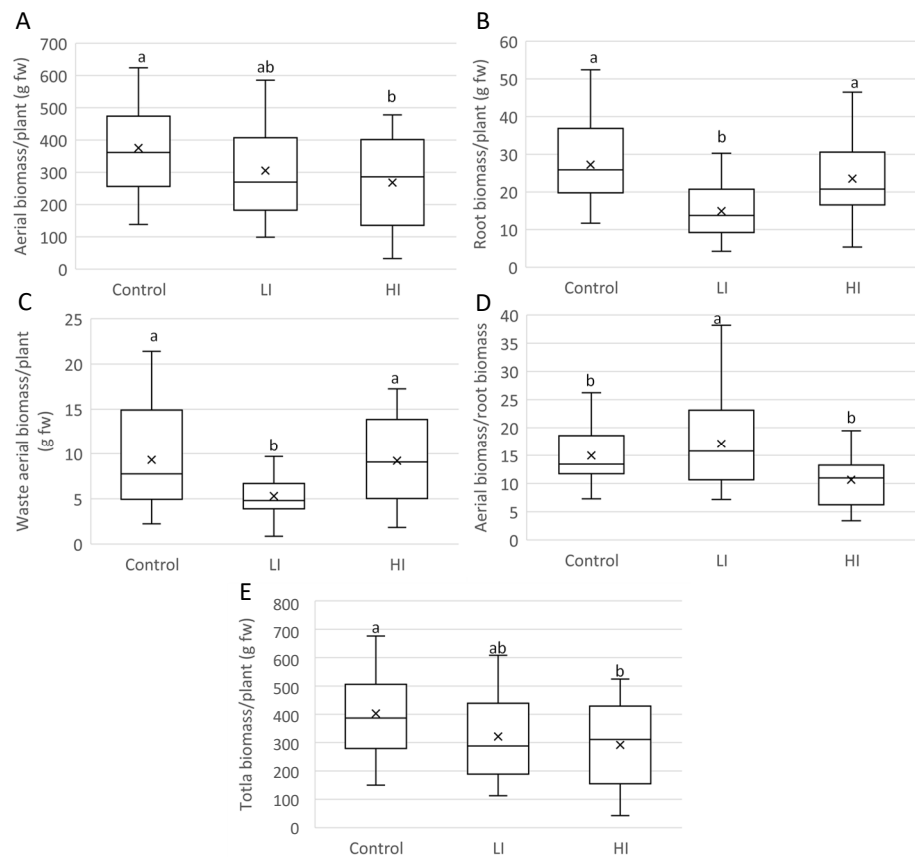 A
Aerial biomass/plant (g fw)
700
600
500
400
300
200
100
0
a
ab
b
Control LI HI
B
Root biomass/plant (g fw)
60
50
40
30
20
10
0
a
b
a
Control LI HI
C
Waste aerial biomass/plant
(g fw)
25
20
15
10
5
0
a
b
a
Control LI HI
D
Aerial biomass/root biomass
40
35
30
25
20
15
10
5
0
b
a
b
Control LI HI
E
Totla biomass/plant (g fw)
800
700
600
500
400
300
200
100
0
a
ab
b
Control LI HI